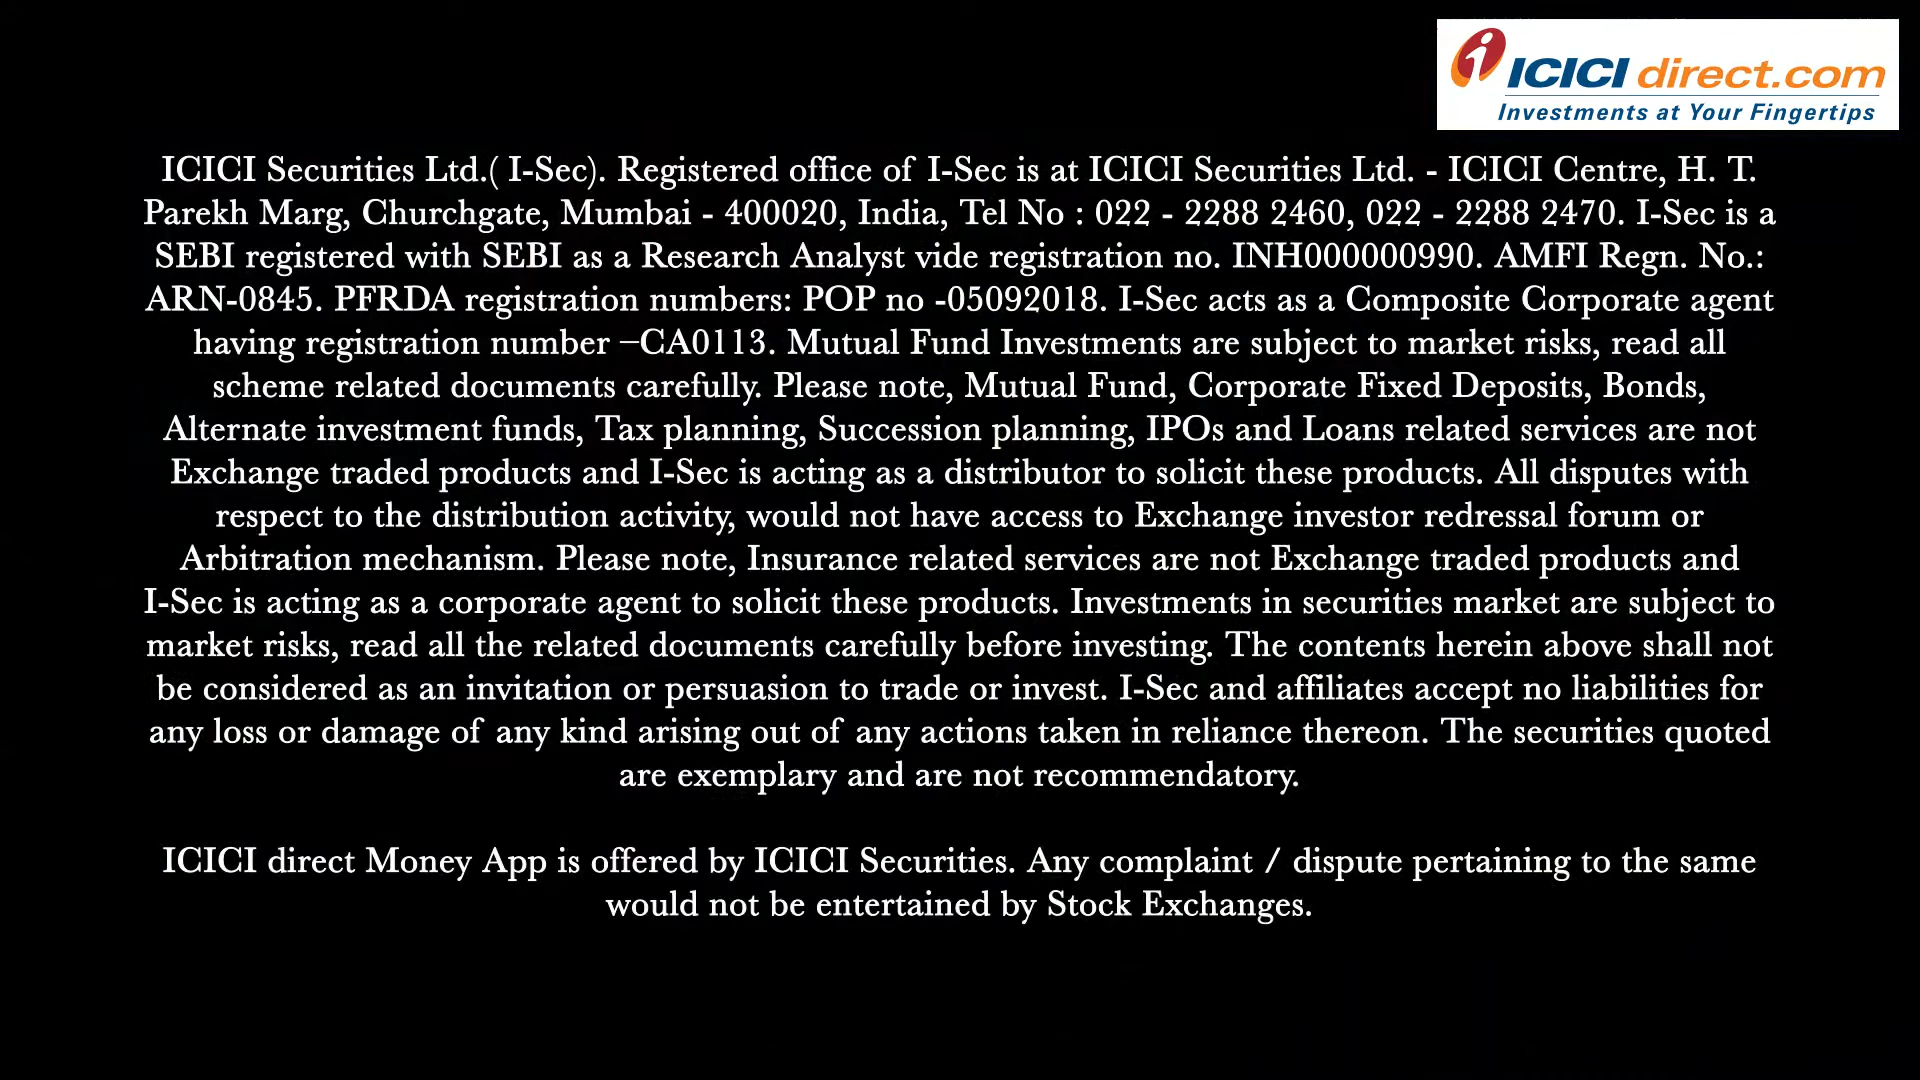 ICICI direct.com
Investments at Your Fingertips
ICICI Securities Ltd.( I-Sec). Registered office of I-Sec is at ICICI Securities Ltd. - ICICI Centre, H. T.
Parekh Marg, Churchgate, Mumbai - 400020, India, Tel No : 022 - 2288 2460, 022 - 2288 2470. I-Sec is a
SEBI registered with SEBI as a Research Analyst vide registration no. INH000000990. AMFI Regn. No.:
ARN-0845. PFRDA registration numbers: POP no -05092018. I-Sec acts as a Composite Corporate agent
having registration number –CA0113. Mutual Fund Investments are subject to market risks, read all
scheme related documents carefully. Please note, Mutual Fund, Corporate Fixed Deposits, Bonds,
Alternate investment funds, Tax planning, Succession planning, IPOs and Loans related services are not
Exchange traded products and I-Sec is acting as a distributor to solicit these products. All disputes with
respect to the distribution activity, would not have access to Exchange investor redressal forum or
Arbitration mechanism. Please note, Insurance related services are not Exchange traded products and
I-Sec is acting as a corporate agent to solicit these products. Investments in securities market are subject to
market risks, read all the related documents carefully before investing. The contents herein above shall not
be considered as an invitation or persuasion to trade or invest. I-Sec and affiliates accept no liabilities for
any loss or damage of any kind arising out of any actions taken in reliance thereon. The securities quoted
are exemplary and are not recommendatory.
ICICI direct Money App is offered by ICICI Securities. Any complaint / dispute pertaining to the same
would not be entertained by Stock Exchanges.